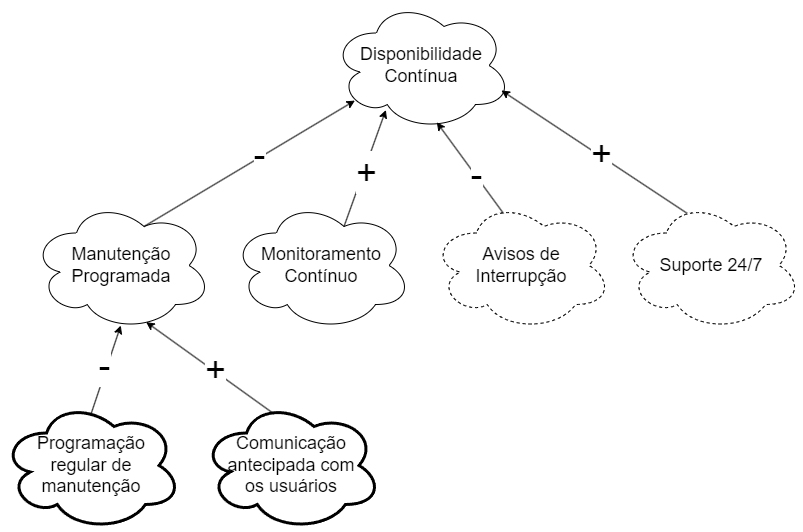 Disponibilidade
Contínua
-
+
-
+
Manutenção
Programada
Monitoramento
Contínuo
Avisos de
Interrupção
Suporte 24/7
-
+
Programação
regular de
manutenção
Comunicação
antecipada com
os usuários